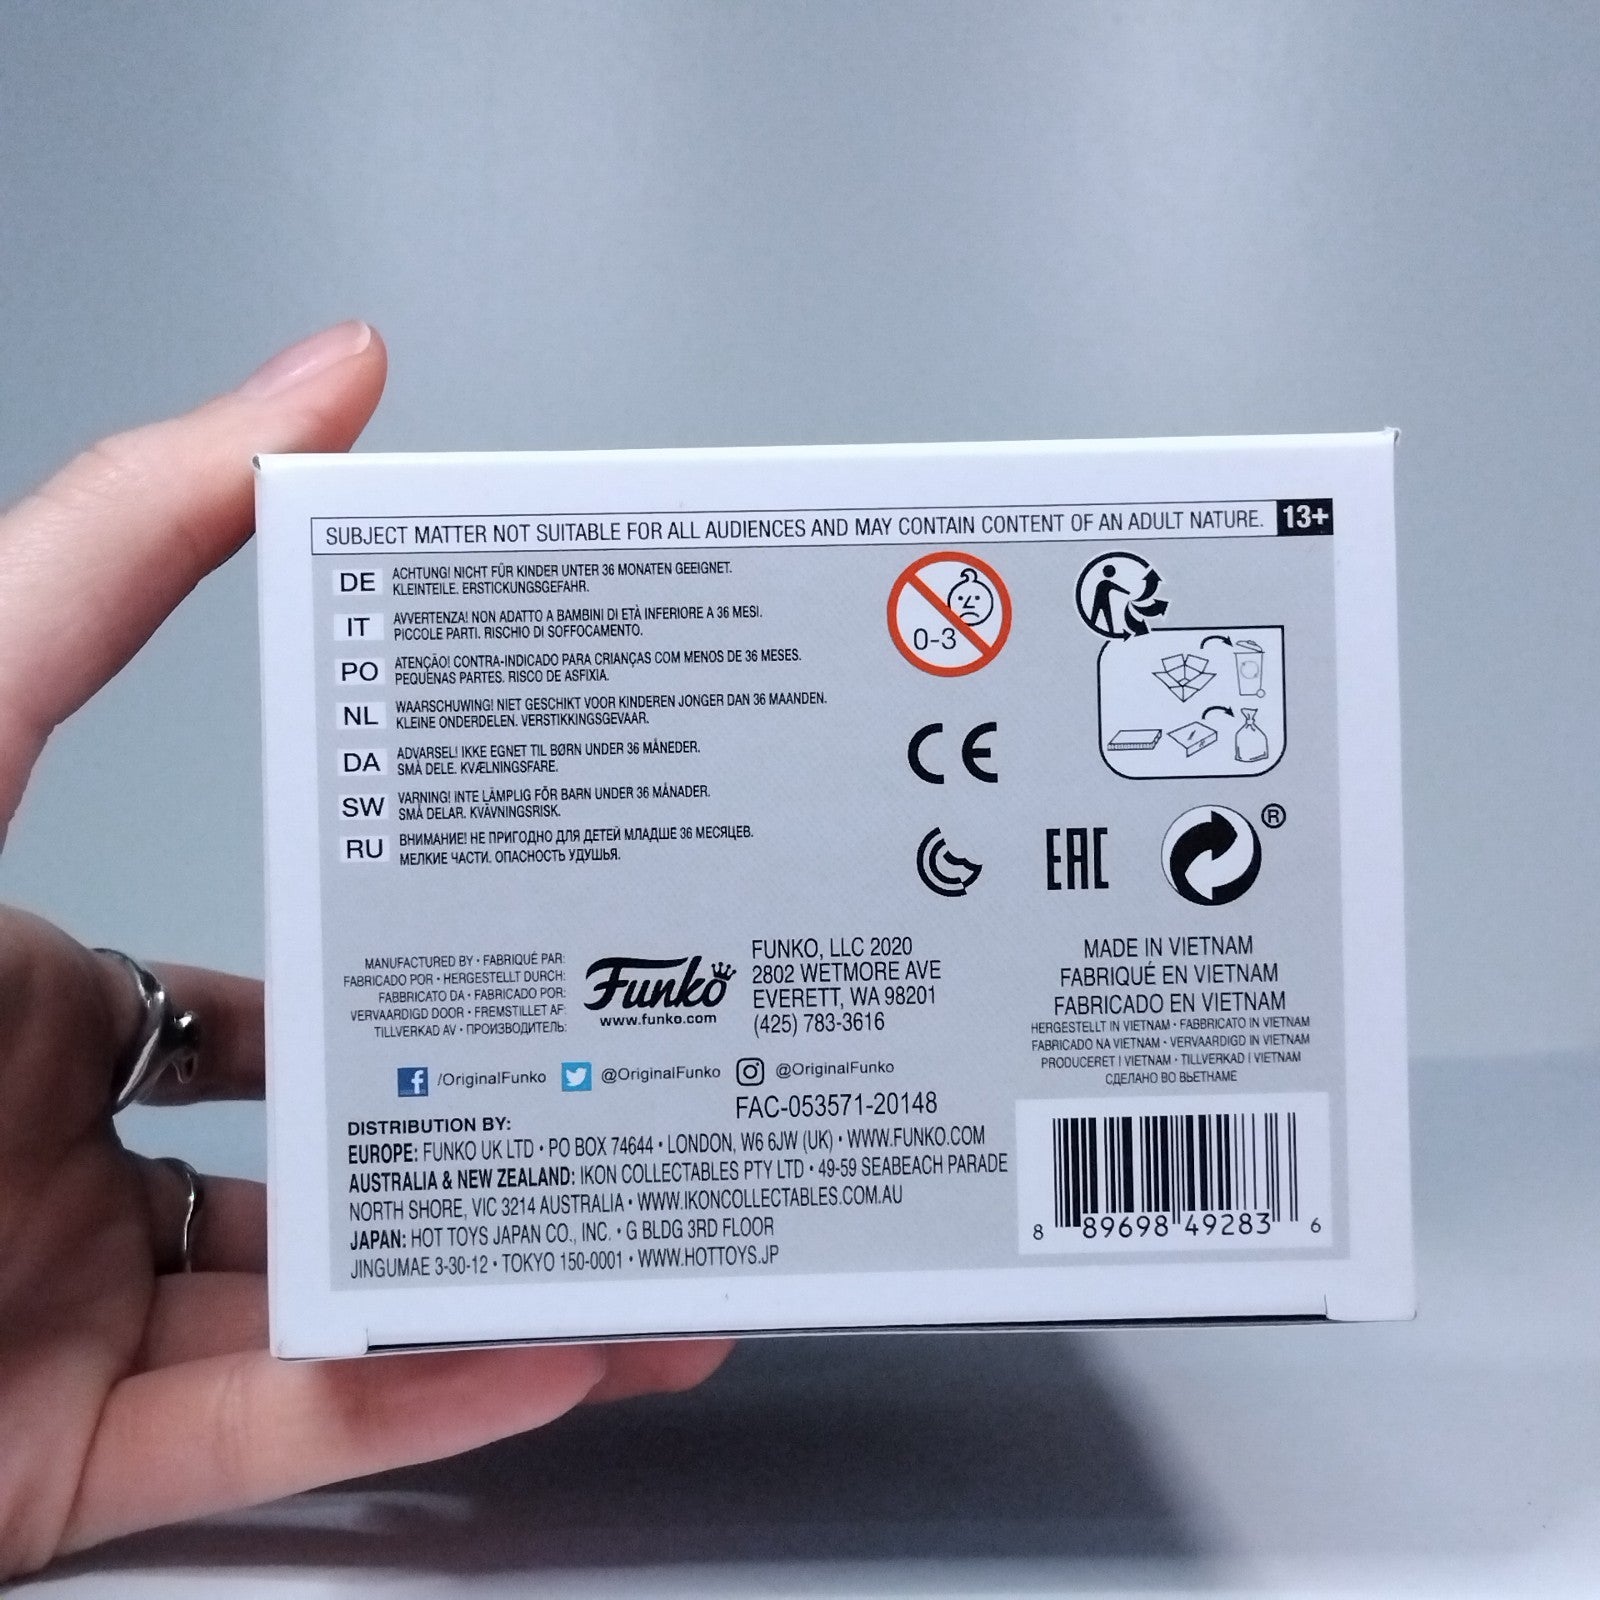 SUBJECT MATTER NOT SUITABLE FOR ALL AUDIENCES AND MAY CONTAIN CONTENT OF AN ADULT NATURE. 13+
DE ACHTUNG! NICHT FÜR KINDER UNTER 36 MONATEN GEEIGNET.
KLEINTEILE. ERSTICKUNGSGEFAHR.
IT AVVERTENZA! NON ADATTO A BAMBINI DI ETÀ INFERIORE A 36 MESI.
PICCOLE PARTI. RISCHIO DI SOFFOCAMENTO.
PO ATENÇÃO! CONTRA-INDICADO PARA CRIANÇAS COM MENOS DE 36 MESES.
PEQUENAS PARTES. RISCO DE ASFIXIA.
NL WAARSCHUWING! NIET GESCHIKT VOOR KINDEREN JONGER DAN 36 MAANDEN.
KLEINE ONDERDELEN. VERSTIKKINGSGEVAAR.
DA ADVARSEL! IKKE EGNET TIL BØRN UNDER 36 MÅNEDER.
SMÅ DELE. KVÆLNINGSFARE.
SW VARNING! INTE LÄMPLIG FÖR BARN UNDER 36 MÅNADER.
SMÅ DELAR. KVÄVNINGSRISK.
RU ВНИМАНИЕ! НЕ ПРИГОДНО ДЛЯ ДЕТЕЙ МЛАДШЕ 36 МЕСЯЦЕВ.
МЕЛКИЕ ЧАСТИ. ОПАСНОСТЬ УДУШЬЯ.
0-3
CE
EAC
®
MANUFACTURED BY • FABRIQUÉ PAR:
FABRICADO POR • HERGESTELLT DURCH:
FABBRICATO DA • FABRICADO POR:
VERVAARDIGD DOOR • FREMSTILLET AF:
TILLVERKAD AV • ПРОИЗВОДИТЕЛЬ:
Funko
www.funko.com
FUNKO, LLC 2020
2802 WETMORE AVE
EVERETT, WA 98201
(425) 783-3616
MADE IN VIETNAM
FABRIQUÉ EN VIETNAM
FABRICADO EN VIETNAM
HERGESTELLT IN VIETNAM • FABBRICATO IN VIETNAM
FABRICADO NA VIETNAM • VERVAARDIGD IN VIETNAM
PRODUCERET I VIETNAM • TILLVERKAD I VIETNAM
СДЕЛАНО ВО ВЬЕТНАМЕ
f /OriginalFunko @OriginalFunko @OriginalFunko
FAC-053571-20148
DISTRIBUTION BY:
EUROPE: FUNKO UK LTD • PO BOX 74644 • LONDON, W6 6JW (UK) • WWW.FUNKO.COM
AUSTRALIA & NEW ZEALAND: IKON COLLECTABLES PTY LTD • 49-59 SEABEACH PARADE
NORTH SHORE, VIC 3214 AUSTRALIA • WWW.IKONCOLLECTABLES.COM.AU
JAPAN: HOT TOYS JAPAN CO., INC. • G BLDG 3RD FLOOR
JINGUMAE 3-30-12 • TOKYO 150-0001 • WWW.HOTTOYS.JP
8 89698 49283 6